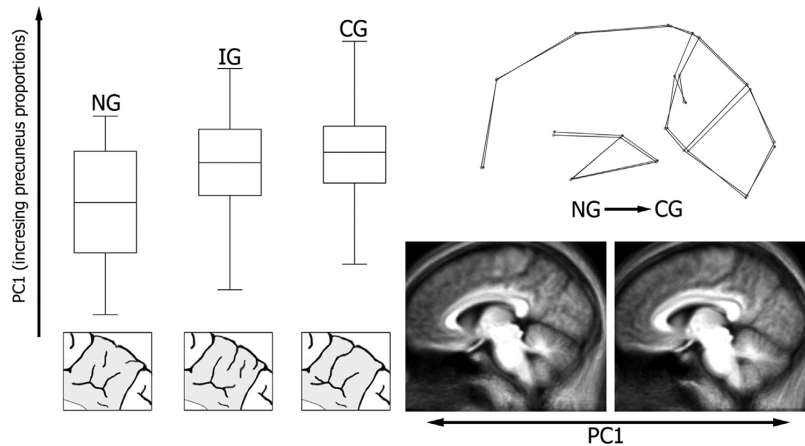 PC1 (incresing precuneus proportions)
NG
IG
CG
NG CG
PC1